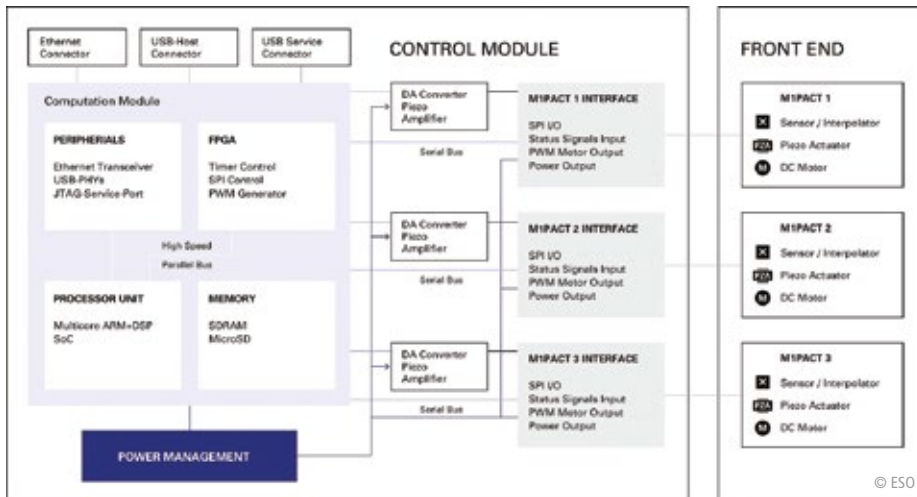 Ethernet
Connector
USB-Host
Connector
USB Service
Connector
CONTROL MODULE
FRONT END
Computation Module
PERIPHERIALS
Ethernet Transceiver
USB-PHYs
JTAG-Service-Port
FPGA
Timer Control
SPI Control
PWM Generator
High Speed
Parallel Bus
PROCESSOR UNIT
Multicore ARM+DSP
SoC
MEMORY
SDRAM
MicroSD
POWER MANAGEMENT
DA Converter
Piezo
Amplifier
Serial Bus
M1PACT 1 INTERFACE
SPI I/O
Status Signals Input
PWM Motor Output
Power Output
DA Converter
Piezo
Amplifier
Serial Bus
M1PACT 2 INTERFACE
SPI I/O
Status Signals Input
PWM Motor Output
Power Output
DA Converter
Piezo
Amplifier
Serial Bus
M1PACT 3 INTERFACE
SPI I/O
Status Signals Input
PWM Motor Output
Power Output
M1PACT 1
X Sensor / Interpolator
PZA Piezo Actuator
M DC Motor
M1PACT 2
X Sensor / Interpolator
PZA Piezo Actuator
M DC Motor
M1PACT 3
X Sensor / Interpolator
PZA Piezo Actuator
M DC Motor
© ESO